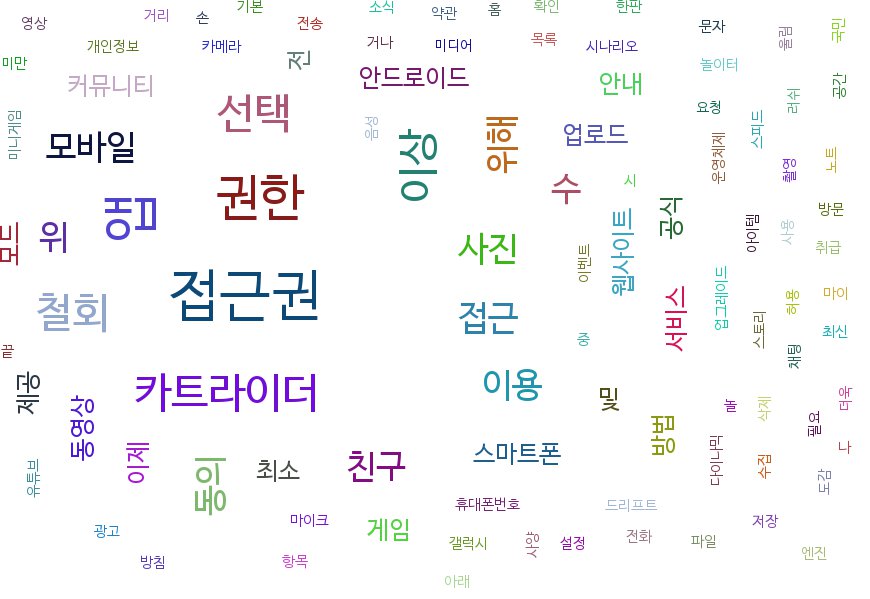 기본
소식
홈
확인
한판
거리
손
약관
영상
전송
문자
국민
울림
개인정보
카메라
거나
미디어
목록
시나리오
전
미만
놀이터
커뮤니티
안드로이드
안내
공간
러쉬
선택
요청
미니게임
음성
위해
업로드
스피드
모바일
이상
운영체제
노트
촬영
권한
수
시
앱
공식
방문
모드
위
사진
웹사이트
아이템
사용
취급
이벤트
접근권
철회
접근
서비스
업그레이드
허용
마이
스토리
최신
중
끝
채팅
제공
카트라이더
이용
및
놀
삭제
더욱
동영상
방법
필요
이제
스마트폰
다이나믹
나
유튜브
동의
최소
친구
수집
도감
휴대폰번호
드리프트
마이크
저장
광고
게임
갤럭시
사양
설정
전화
파일
엔진
방침
항목
아래